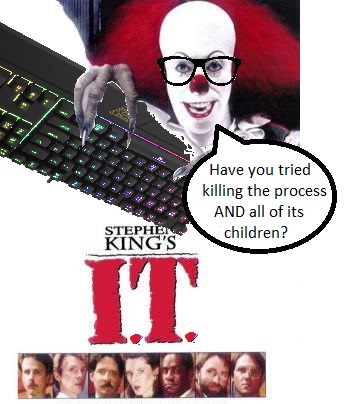 Have you tried
killing the process
AND all of its
children?
STEPHEN
KING'S
I.T.